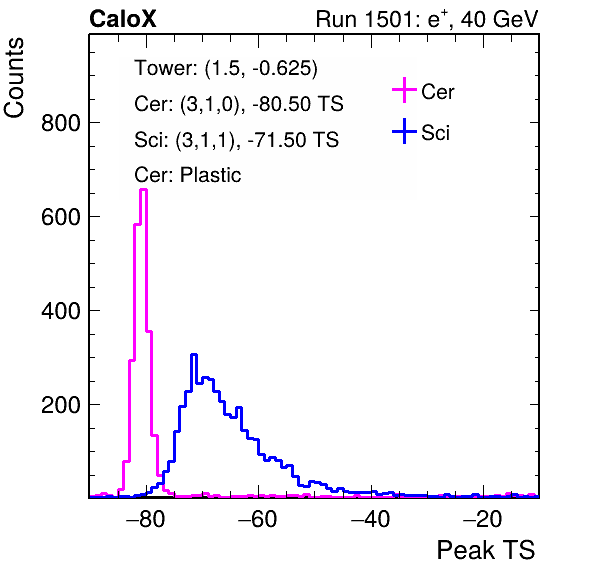 CaloX Run 1501: e⁺, 40 GeV
Counts
Tower: (1.5, -0.625)
Cer: (3,1,0), -80.50 TS
Sci: (3,1,1), -71.50 TS
Cer: Plastic
Cer
Sci
800
600
400
200
−80 −60 −40 −20
Peak TS